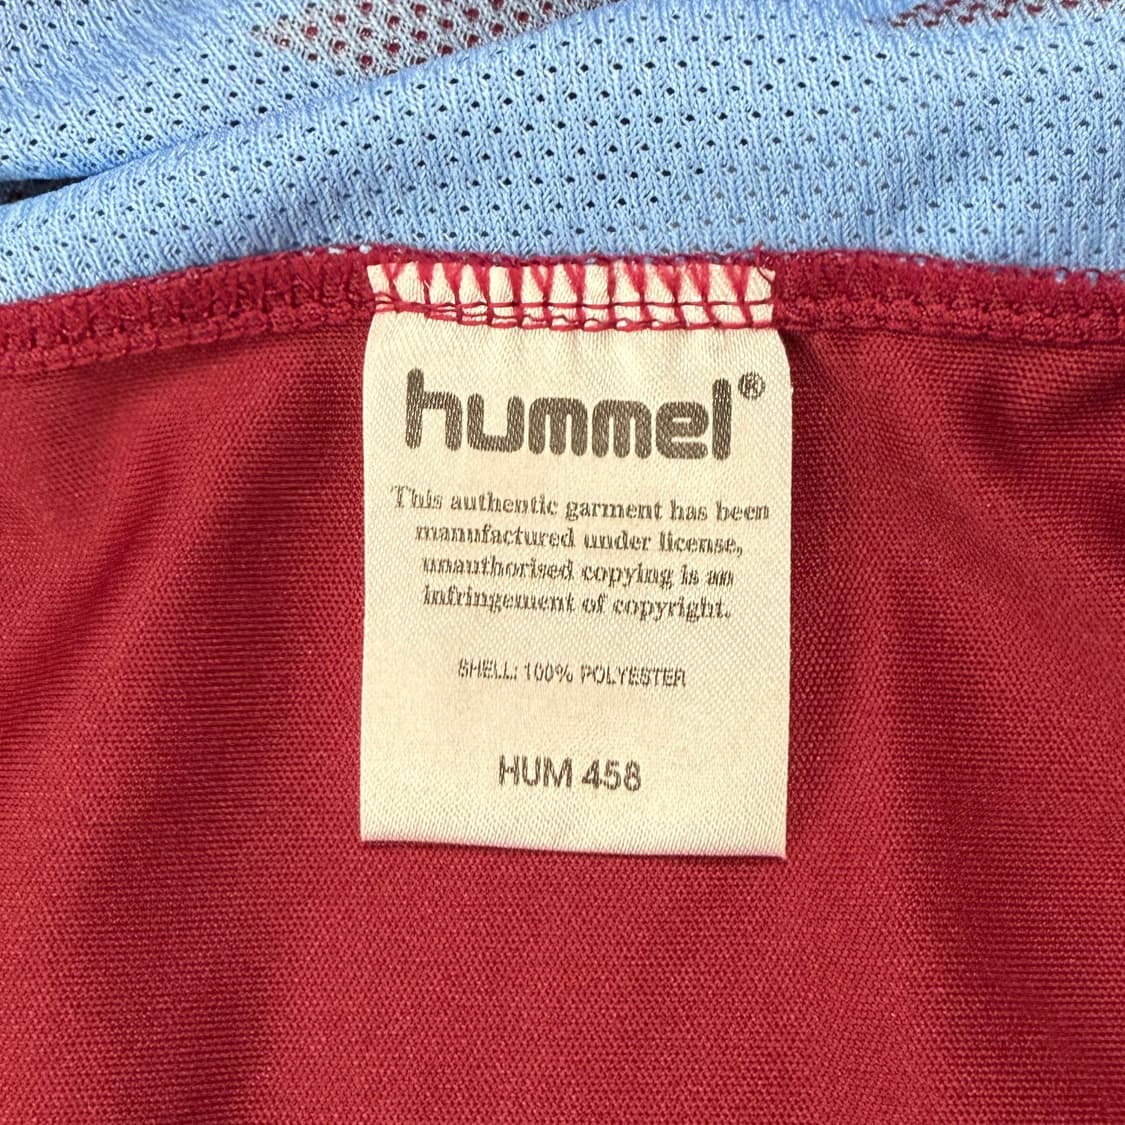 hummel®
This authentic garment has been
manufactured under license,
unauthorised copying is an
infringement of copyright.
SHELL: 100% POLYESTER
HUM 458